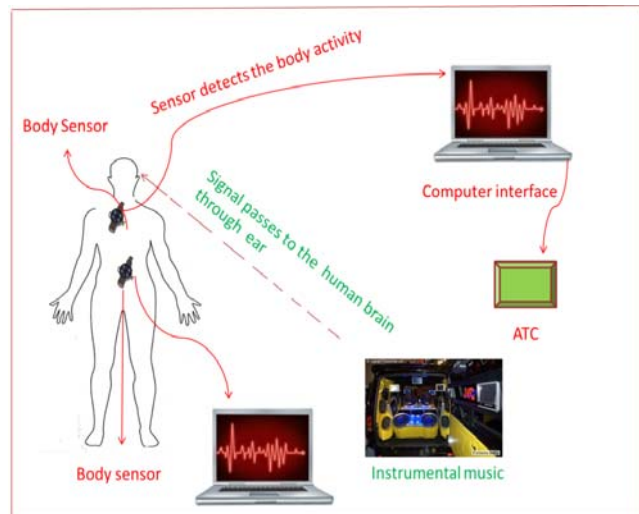 Sensor detects the body activity
Body Sensor
Signal passes to the human brain
through ear
Computer interface
ATC
Instrumental music
Body sensor